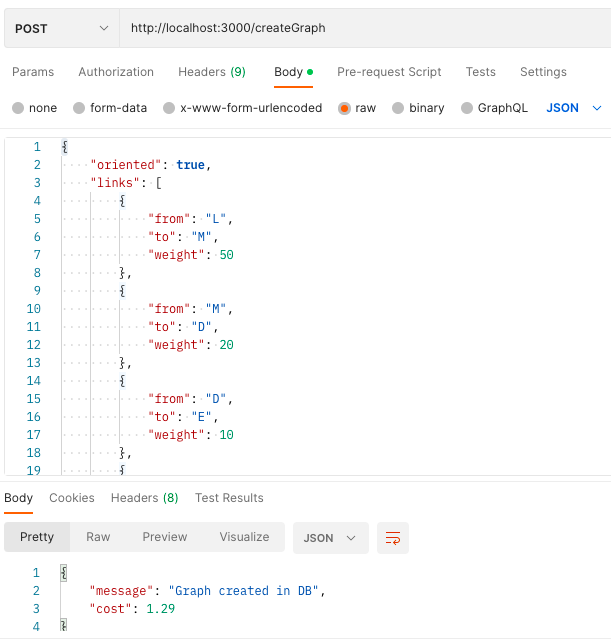 POST http://localhost:3000/createGraph
Params Authorization Headers (9) Body Pre-request Script Tests Settings
none form-data x-www-form-urlencoded raw binary GraphQL JSON
1 {
2 "oriented": true,
3 "links": [
4 {
5 "from": "L",
6 "to": "M",
7 "weight": 50
8 },
9 {
10 "from": "M",
11 "to": "D",
12 "weight": 20
13 },
14 {
15 "from": "D",
16 "to": "E",
17 "weight": 10
18 },
19 {
Body Cookies Headers (8) Test Results
Pretty Raw Preview Visualize JSON
1 {
2 "message": "Graph created in DB",
3 "cost": 1.29
4 }